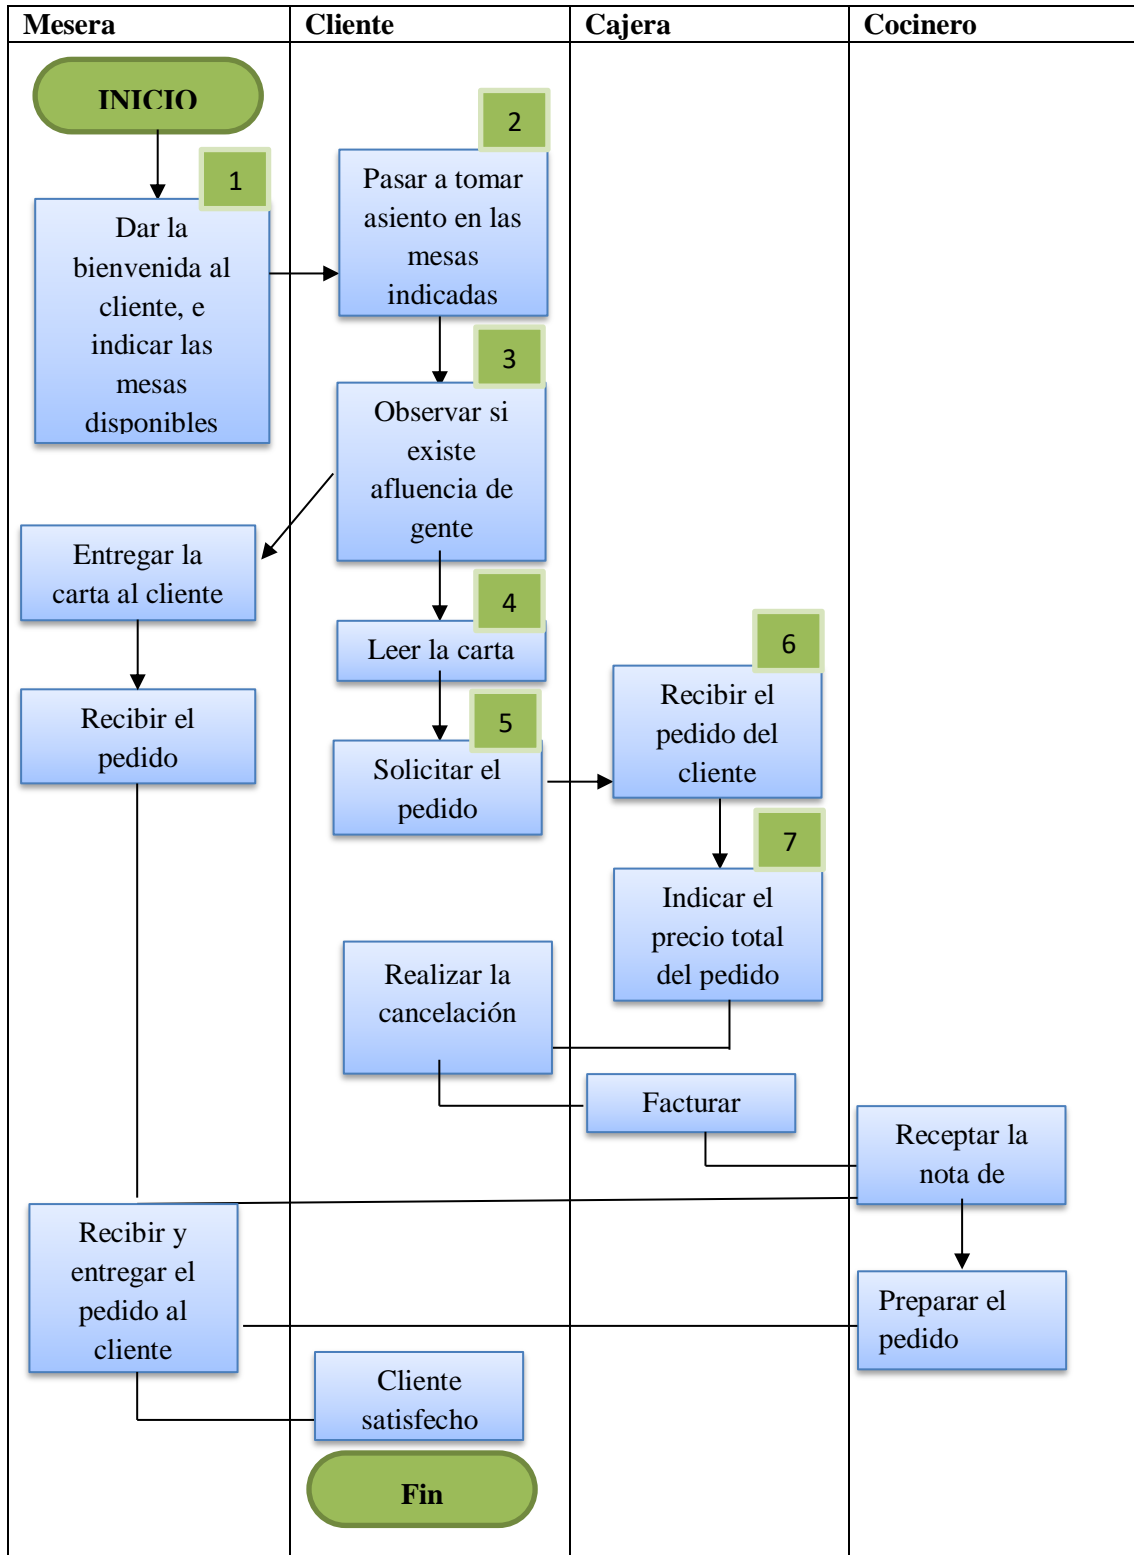 Mesera
Cliente
Cajera
Cocinero
INICIO
1
Dar la
bienvenida al
cliente, e
indicar las
mesas
disponibles
2
Pasar a tomar
asiento en las
mesas
indicadas
3
Observar si
existe
afluencia de
gente
Entregar la
carta al cliente
4
Leer la carta
Recibir el
pedido
5
Solicitar el
pedido
6
Recibir el
pedido del
cliente
7
Indicar el
precio total
del pedido
Realizar la
cancelación
Facturar
Receptar la
nota de
Recibir y
entregar el
pedido al
cliente
Preparar el
pedido
Cliente
satisfecho
Fin